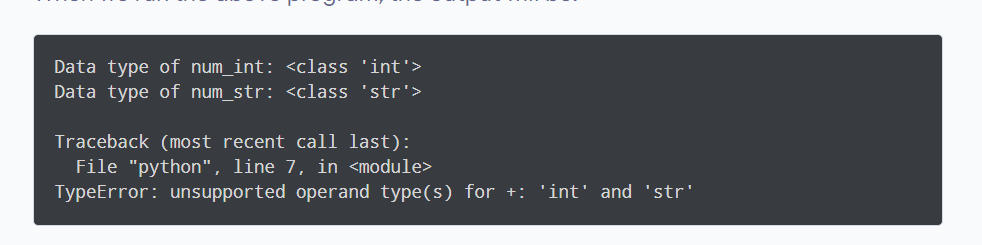 When we run the above program, the output will be:
Data type of num_int: <class 'int'>
Data type of num_str: <class 'str'>
Traceback (most recent call last):
  File "python", line 7, in <module>
TypeError: unsupported operand type(s) for +: 'int' and 'str'